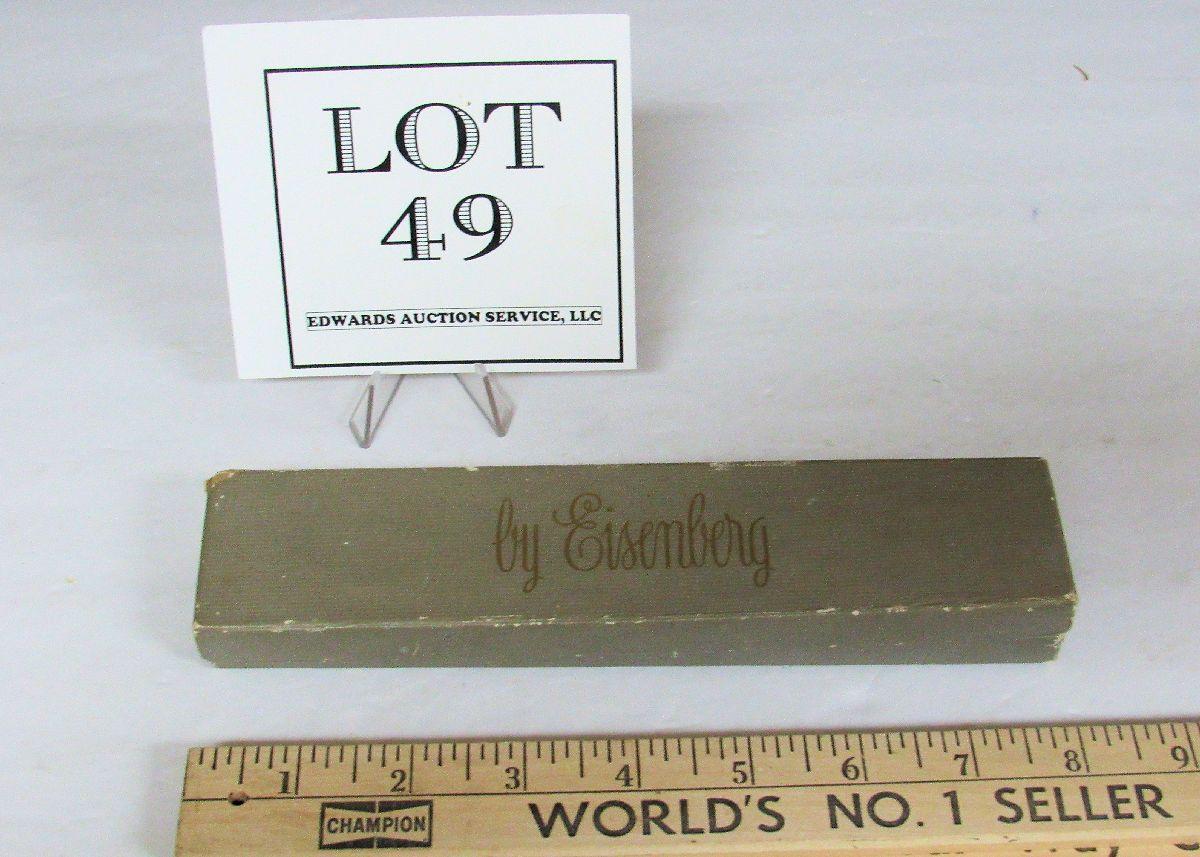 LOT
49
EDWARDS AUCTION SERVICE, LLC
by Eisenberg
1 2 3 4 5 6 7 8 9
CHAMPION WORLD'S NO. 1 SELLER